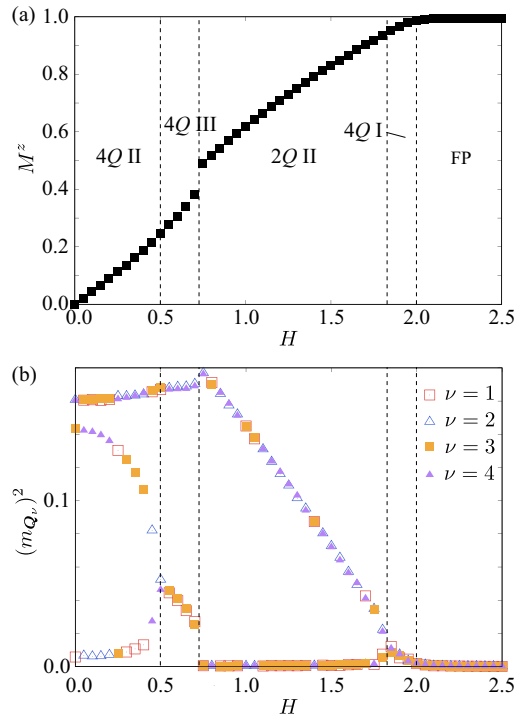 (a)
1.0
0.8
0.6
0.4
0.2
0.0
M^z
4Q II
4Q III
2Q II
4Q I
FP
0.0 0.5 1.0 1.5 2.0 2.5
H
(b)
0.1
0.0
(m_{Q_ν})^2
ν = 1
ν = 2
ν = 3
ν = 4
0.0 0.5 1.0 1.5 2.0 2.5
H